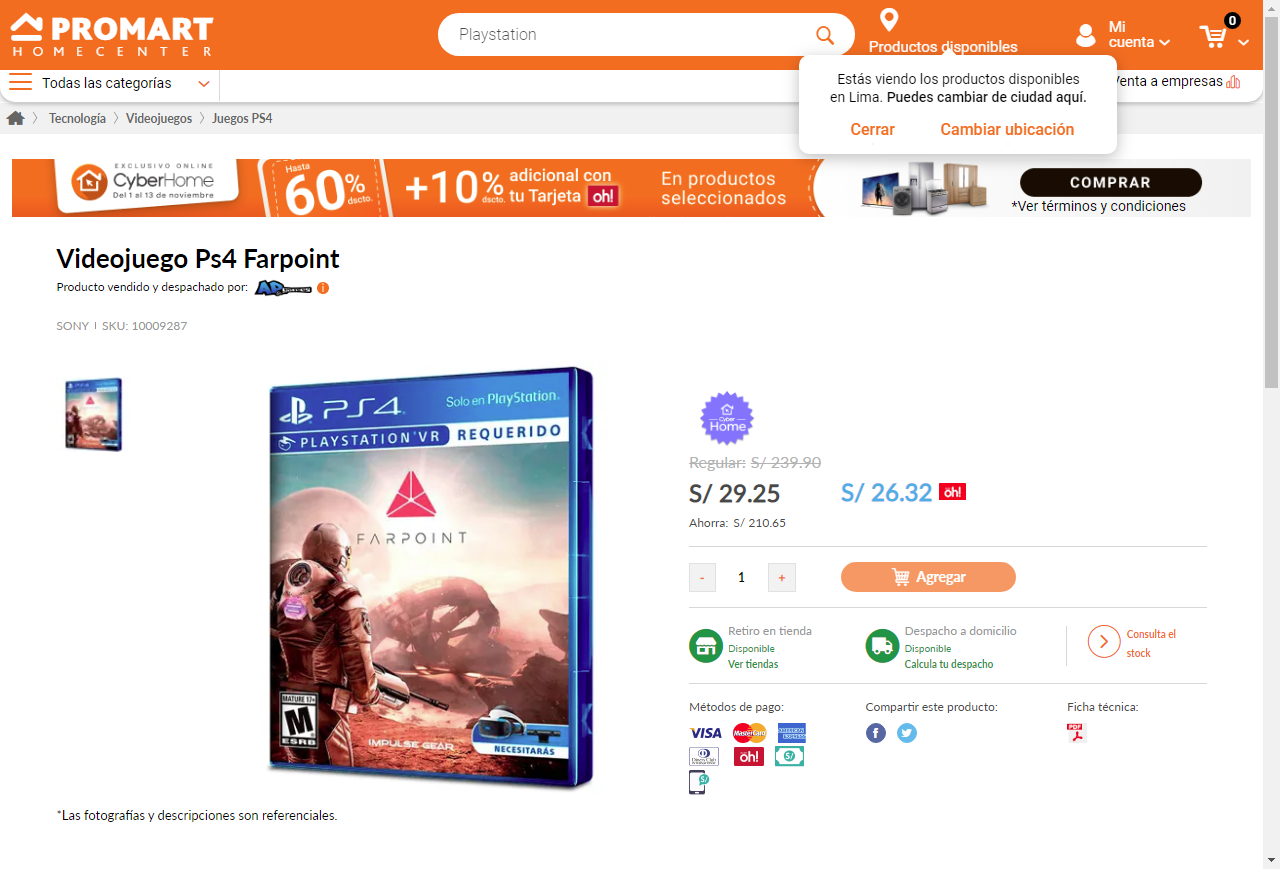 PROMART
HOMECENTER
Playstation
Productos disponibles
Mi
cuenta
0
Todas las categorías
Venta a empresas
Estás viendo los productos disponibles
en Lima. Puedes cambiar de ciudad aquí.
Cerrar
Cambiar ubicación
Tecnología
Videojuegos
Juegos PS4
EXCLUSIVO ONLINE
CyberHome
Del 1 al 13 de noviembre
Hasta
60%
dscto.
+10%
dscto.
adicional con
tu Tarjeta oh!
En productos
seleccionados
COMPRAR
*Ver términos y condiciones
Videojuego Ps4 Farpoint
Producto vendido y despachado por:
i
SONY
SKU: 10009287
PS4
Solo en PlayStation.
PLAYSTATION VR REQUERIDO
FARPOINT
MATURE 17+
M
ESRB
IMPULSE GEAR
NECESITARÁS
Cyber
Home
Regular: S/ 239.90
S/ 29.25
S/ 26.32
oh!
Ahorra: S/ 210.65
-
1
+
Agregar
Retiro en tienda
Disponible
Ver tiendas
Despacho a domicilio
Disponible
Calcula tu despacho
Consulta el
stock
Métodos de pago:
VISA
MasterCard
AMERICAN EXPRESS
Diners Club
INTERNATIONAL
oh!
S/
S/
Compartir este producto:
f
Ficha técnica:
PDF
*Las fotografías y descripciones son referenciales.